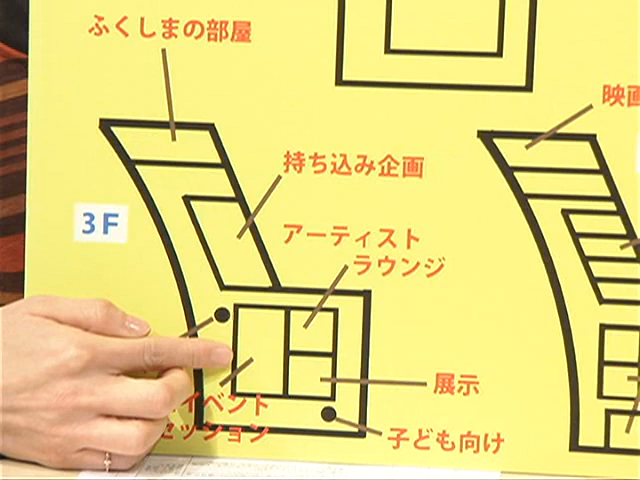 ふくしまの部屋
映
持ち込み企画
3F
アーティスト
ラウンジ
展示
イベント
セッション
子ども向け